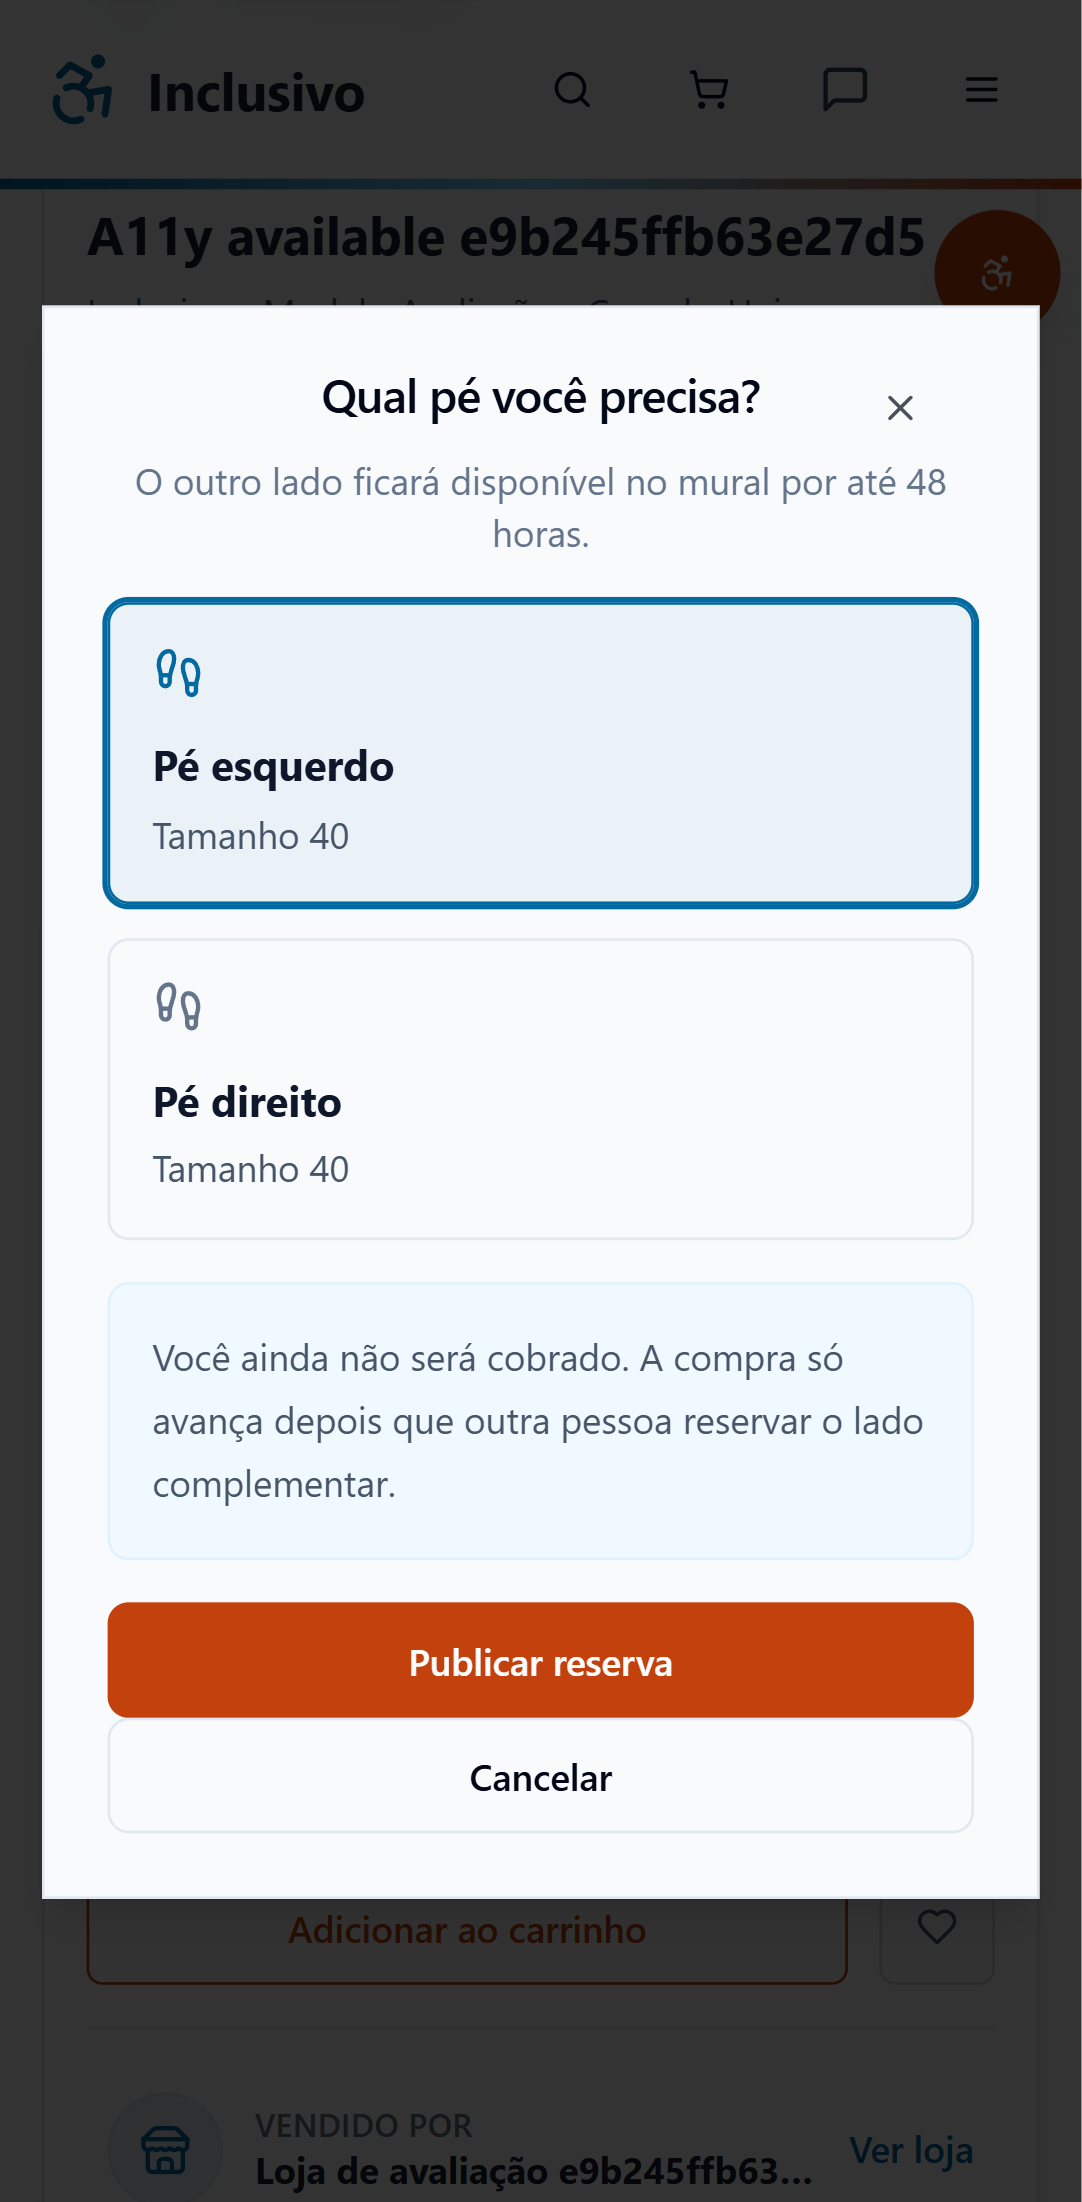 Inclusivo
A11y available e9b245ffb63e27d5
Qual pé você precisa?
O outro lado ficará disponível no mural por até 48
horas.
Pé esquerdo
Tamanho 40
Pé direito
Tamanho 40
Você ainda não será cobrado. A compra só
avança depois que outra pessoa reservar o lado
complementar.
Publicar reserva
Cancelar
Adicionar ao carrinho
VENDIDO POR
Loja de avaliação e9b245ffb63...
Ver loja